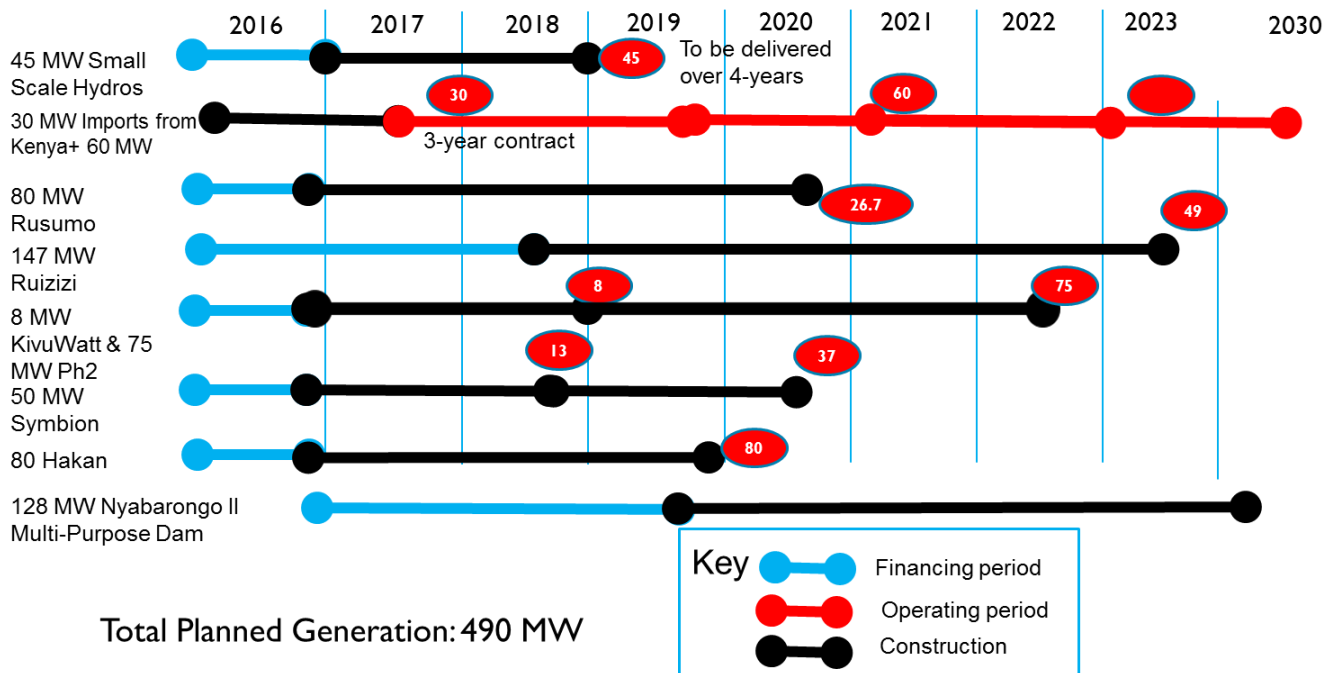 2016 2017 2018 2019 2020 2021 2022 2023 2030
45 MW Small
Scale Hydros
45
To be delivered
over 4-years
30 MW Imports from
Kenya+ 60 MW
30
3-year contract
60
80 MW
Rusumo
26.7
147 MW
Ruizizi
49
8 MW
KivuWatt & 75
MW Ph2
8
75
50 MW
Symbion
13
37
80 Hakan
80
128 MW Nyabarongo II
Multi-Purpose Dam
Key
Financing period
Operating period
Construction
Total Planned Generation: 490 MW